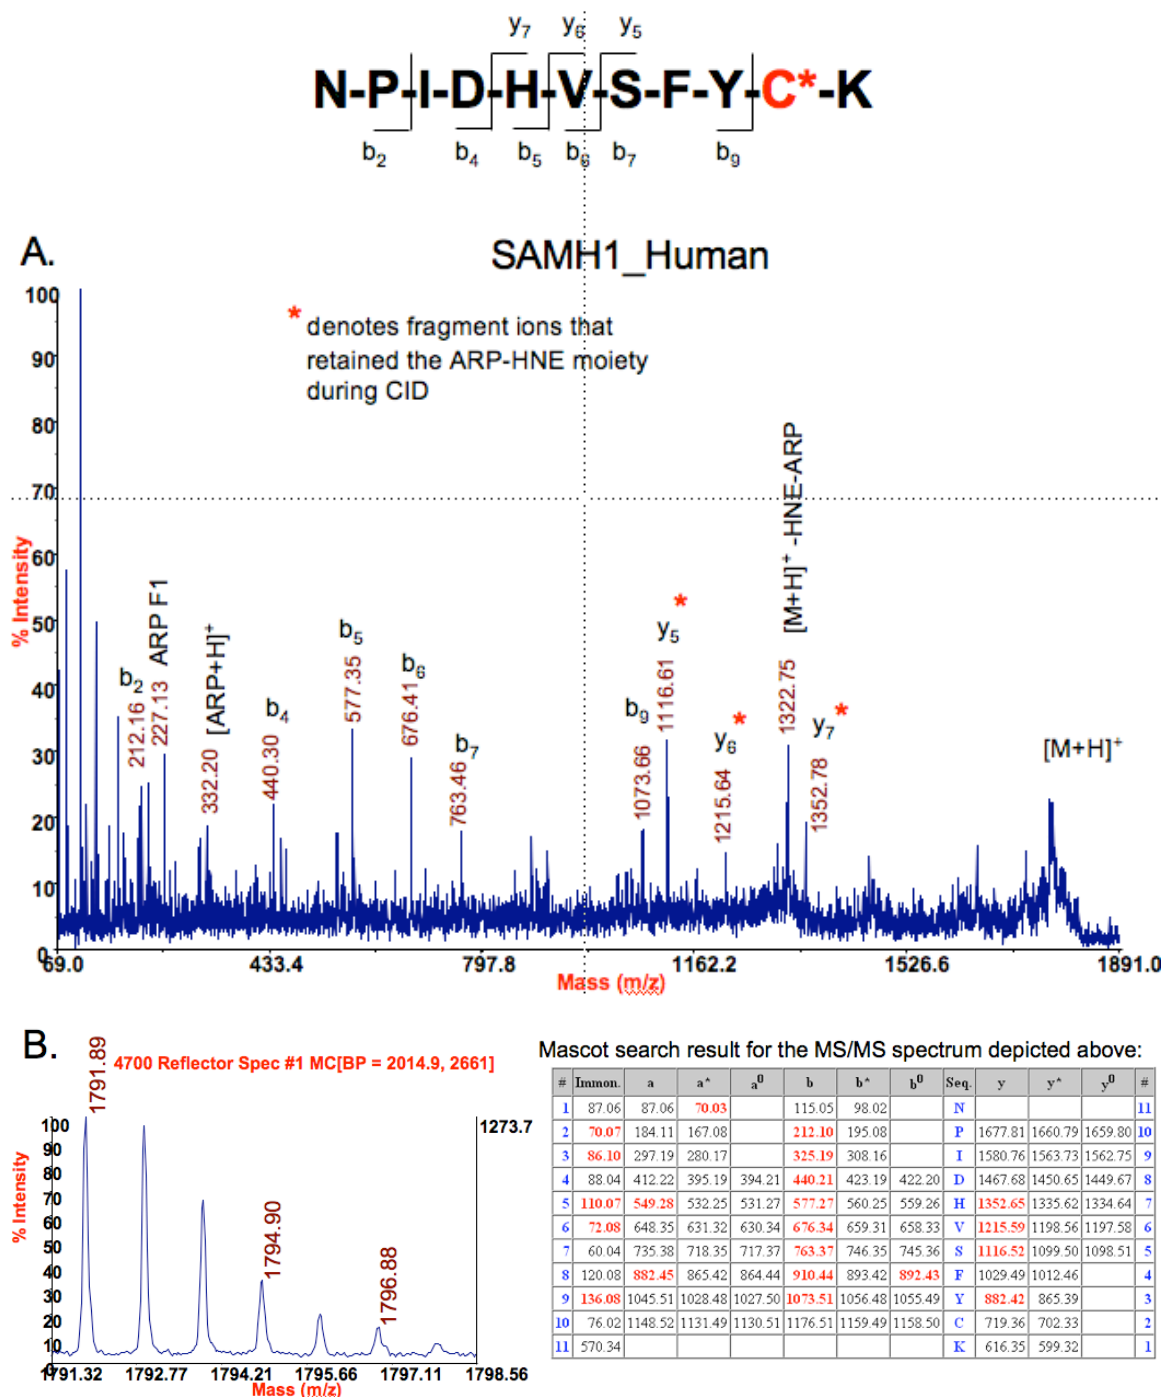 y7 y6 y5
N-P-I-D-H-V-S-F-Y-C*-K
b2 b4 b5 b6 b7 b9
A.
SAMH1_Human
* denotes fragment ions that
retained the ARP-HNE moiety
during CID
% Intensity
100
90
80
70
60
50
40
30
20
10
0
b2 212.16
ARP F1 227.13
[ARP+H]+ 332.20
b4 440.30
b5 577.35
b6 676.41
b7 763.46
b9 1073.66
y5* 1116.61
y6* 1215.64
[M+H]+ -HNE-ARP 1322.75
y7* 1352.78
[M+H]+
69.0 433.4 797.8 1162.2 1526.6 1891.0
Mass (m/z)
B.
4700 Reflector Spec #1 MC[BP = 2014.9, 2661]
1791.89
1794.90
1796.88
1273.7
% Intensity
100
90
80
70
60
50
40
30
20
10
0
1791.32 1792.77 1794.21 1795.66 1797.11 1798.56
Mass (m/z)
Mascot search result for the MS/MS spectrum depicted above:
# Immon. a a* a0 b b* b0 Seq. y y* y0 #
1 87.06 87.06 70.03 115.05 98.02 N 11
2 70.07 184.11 167.08 212.10 195.08 P 1677.81 1660.79 1659.80 10
3 86.10 297.19 280.17 325.19 308.16 I 1580.76 1563.73 1562.75 9
4 88.04 412.22 395.19 394.21 440.21 423.19 422.20 D 1467.68 1450.65 1449.67 8
5 110.07 549.28 532.25 531.27 577.27 560.25 559.26 H 1352.65 1335.62 1334.64 7
6 72.08 648.35 631.32 630.34 676.34 659.31 658.33 V 1215.59 1198.56 1197.58 6
7 60.04 735.38 718.35 717.37 763.37 746.35 745.36 S 1116.52 1099.50 1098.51 5
8 120.08 882.45 865.42 864.44 910.44 893.42 892.43 F 1029.49 1012.46 4
9 136.08 1045.51 1028.48 1027.50 1073.51 1056.48 1055.49 Y 882.42 865.39 3
10 76.02 1148.52 1131.49 1130.51 1176.51 1159.49 1158.50 C 719.36 702.33 2
11 570.34 K 616.35 599.32 1